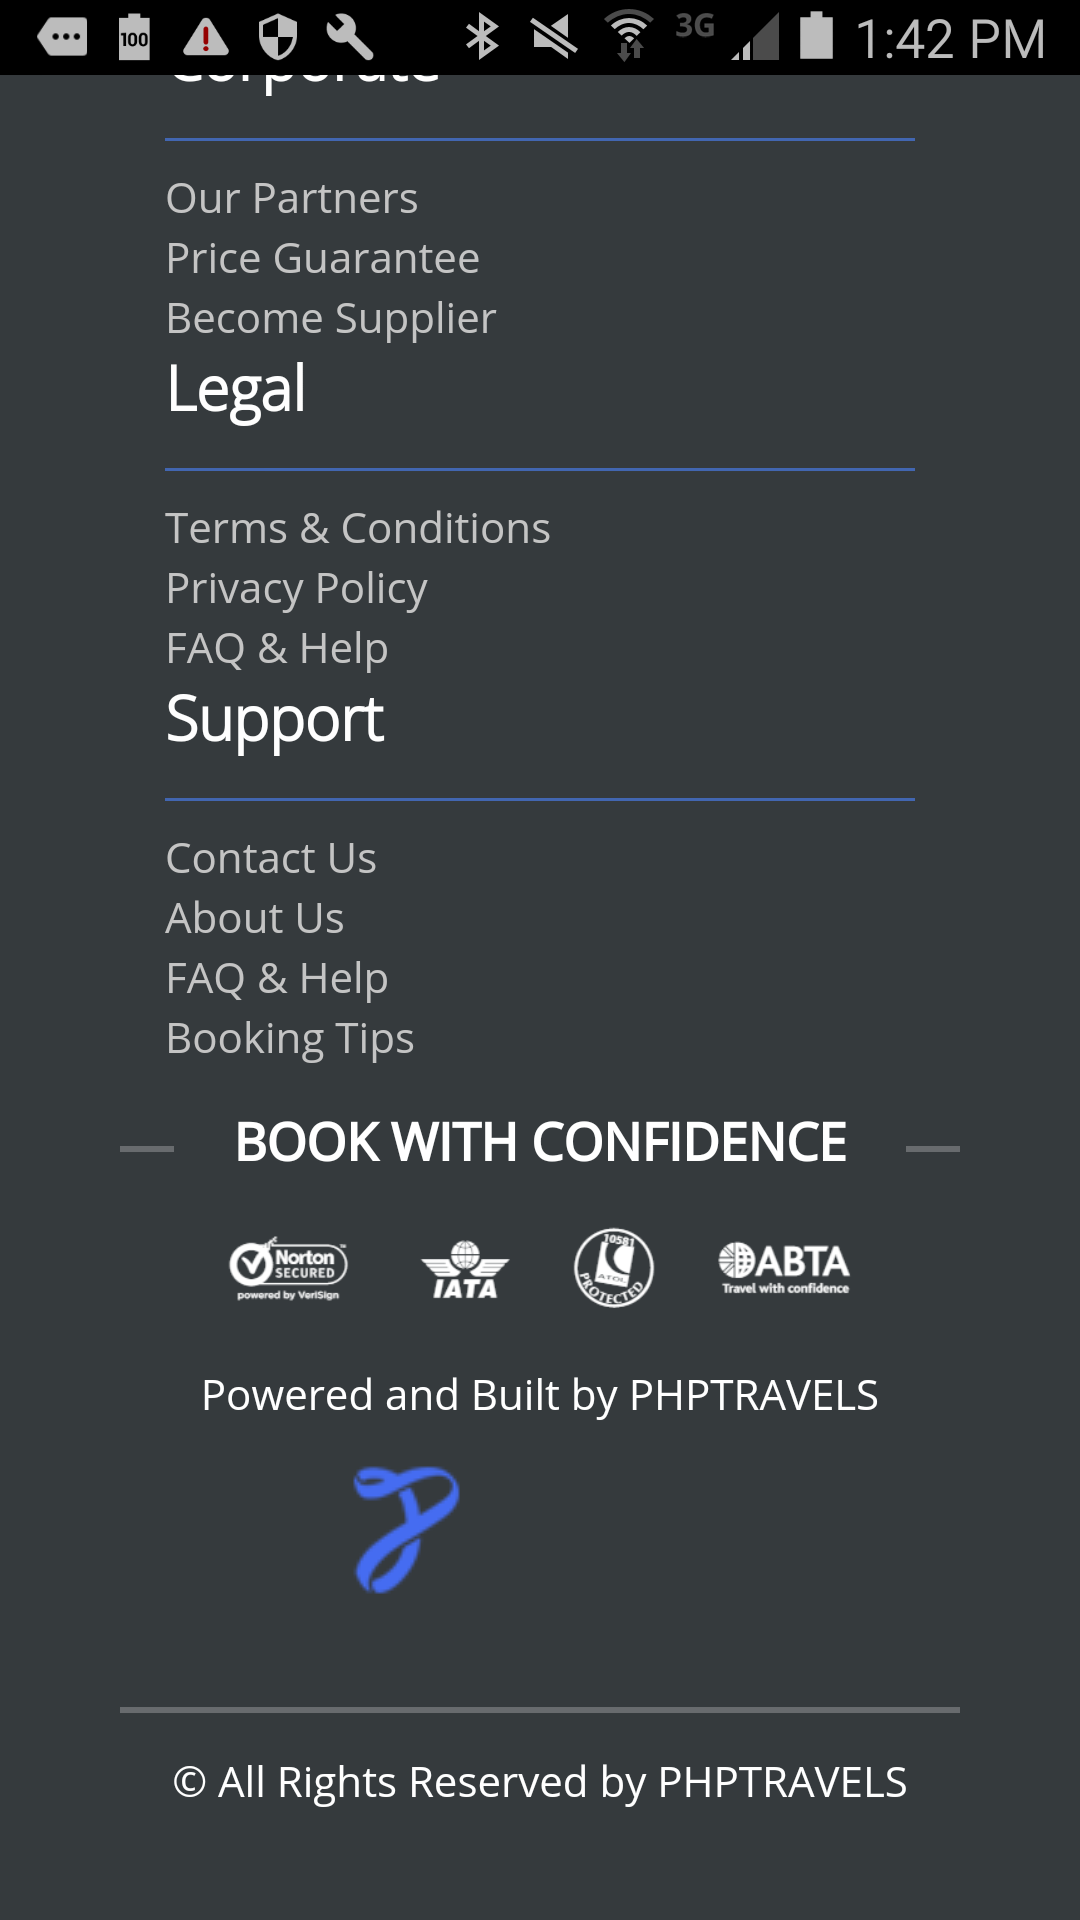 100
3G
1:42 PM
Corporate
Our Partners
Price Guarantee
Become Supplier
Legal
Terms & Conditions
Privacy Policy
FAQ & Help
Support
Contact Us
About Us
FAQ & Help
Booking Tips
BOOK WITH CONFIDENCE
Norton
SECURED
powered by VeriSign
IATA
10581
ATOL
PROTECTED
ABTA
Travel with confidence
Powered and Built by PHPTRAVELS
© All Rights Reserved by PHPTRAVELS